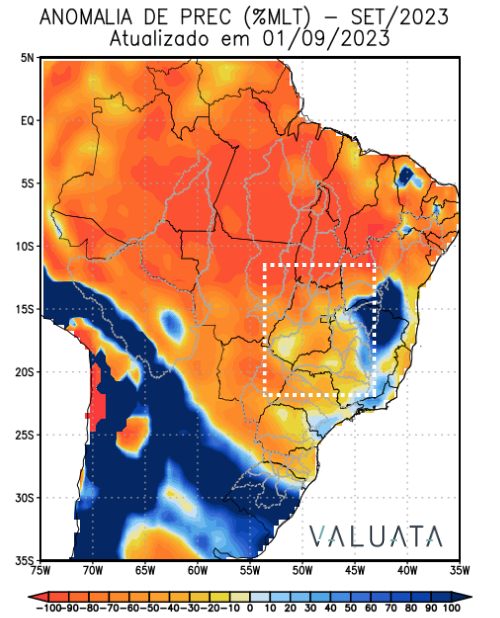 ANOMALIA DE PREC (%MLT) – SET/2023
Atualizado em 01/09/2023
5N
EQ
5S
10S
15S
20S
25S
30S
35S
VALUATA
75W 70W 65W 60W 55W 50W 45W 40W 35W
-100-90-80-70-60-50-40-30-20-10 0 10 20 30 40 60 70 80 90 100